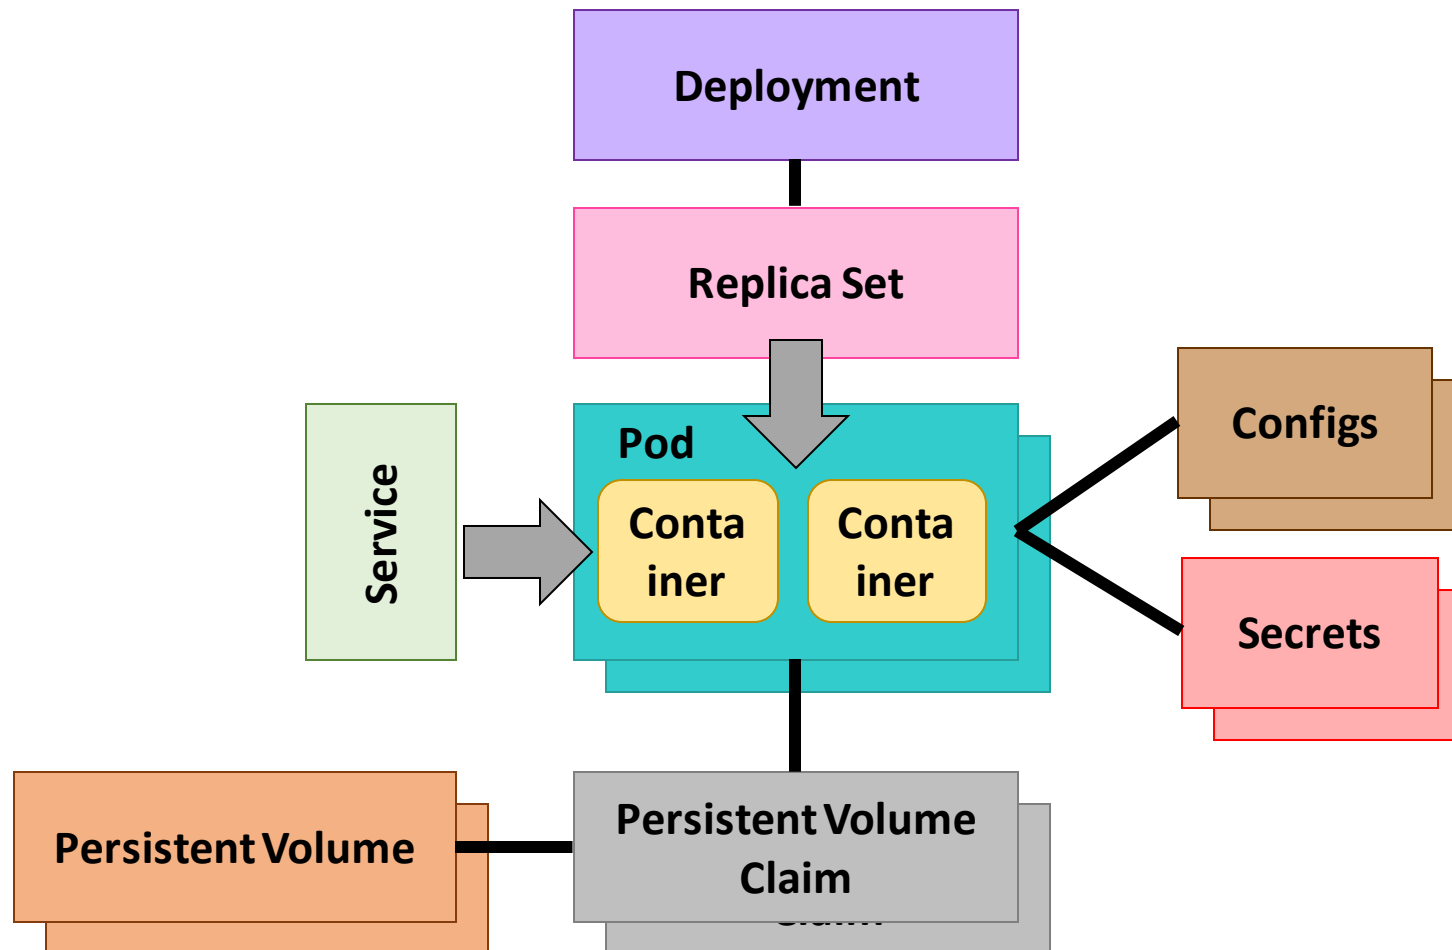 Deployment
Replica Set
Pod
Conta
iner
Conta
iner
Service
Configs
Secrets
Persistent Volume
Persistent Volume
Claim